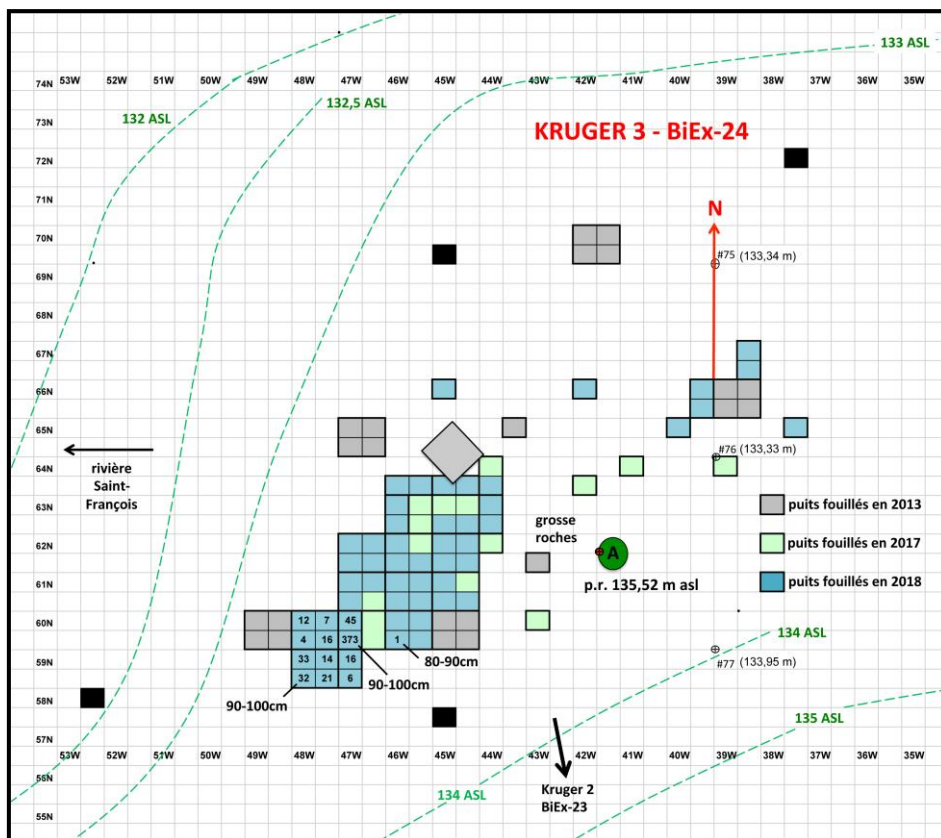 133 ASL
53W 52W 51W 50W 49W 48W 47W 46W 45W 44W 43W 42W 41W 40W 39W 38W 37W 36W 35W
74N
132,5 ASL
132 ASL
73N
KRUGER 3 - BiEx-24
72N
71N
N
70N
#75 (133,34 m)
69N
68N
67N
66N
65N
#76 (133,33 m)
64N
rivière
Saint-
François
puits fouillés en 2013
63N
grosse
roches
puits fouillés en 2017
62N
A
p.r. 135,52 m asl
puits fouillés en 2018
61N
60N
12 7 45
134 ASL
4 16 373 1
80-90cm
59N
#77 (133,95 m)
33 14 16
90-100cm
32 21 6
58N
90-100cm
135 ASL
57N
53W 52W 51W 50W 49W 48W 47W 46W 45W 44W 43W 42W 41W 40W 39W 38W 37W 36W 35W
56N
134 ASL
Kruger 2
BiEx-23
55N